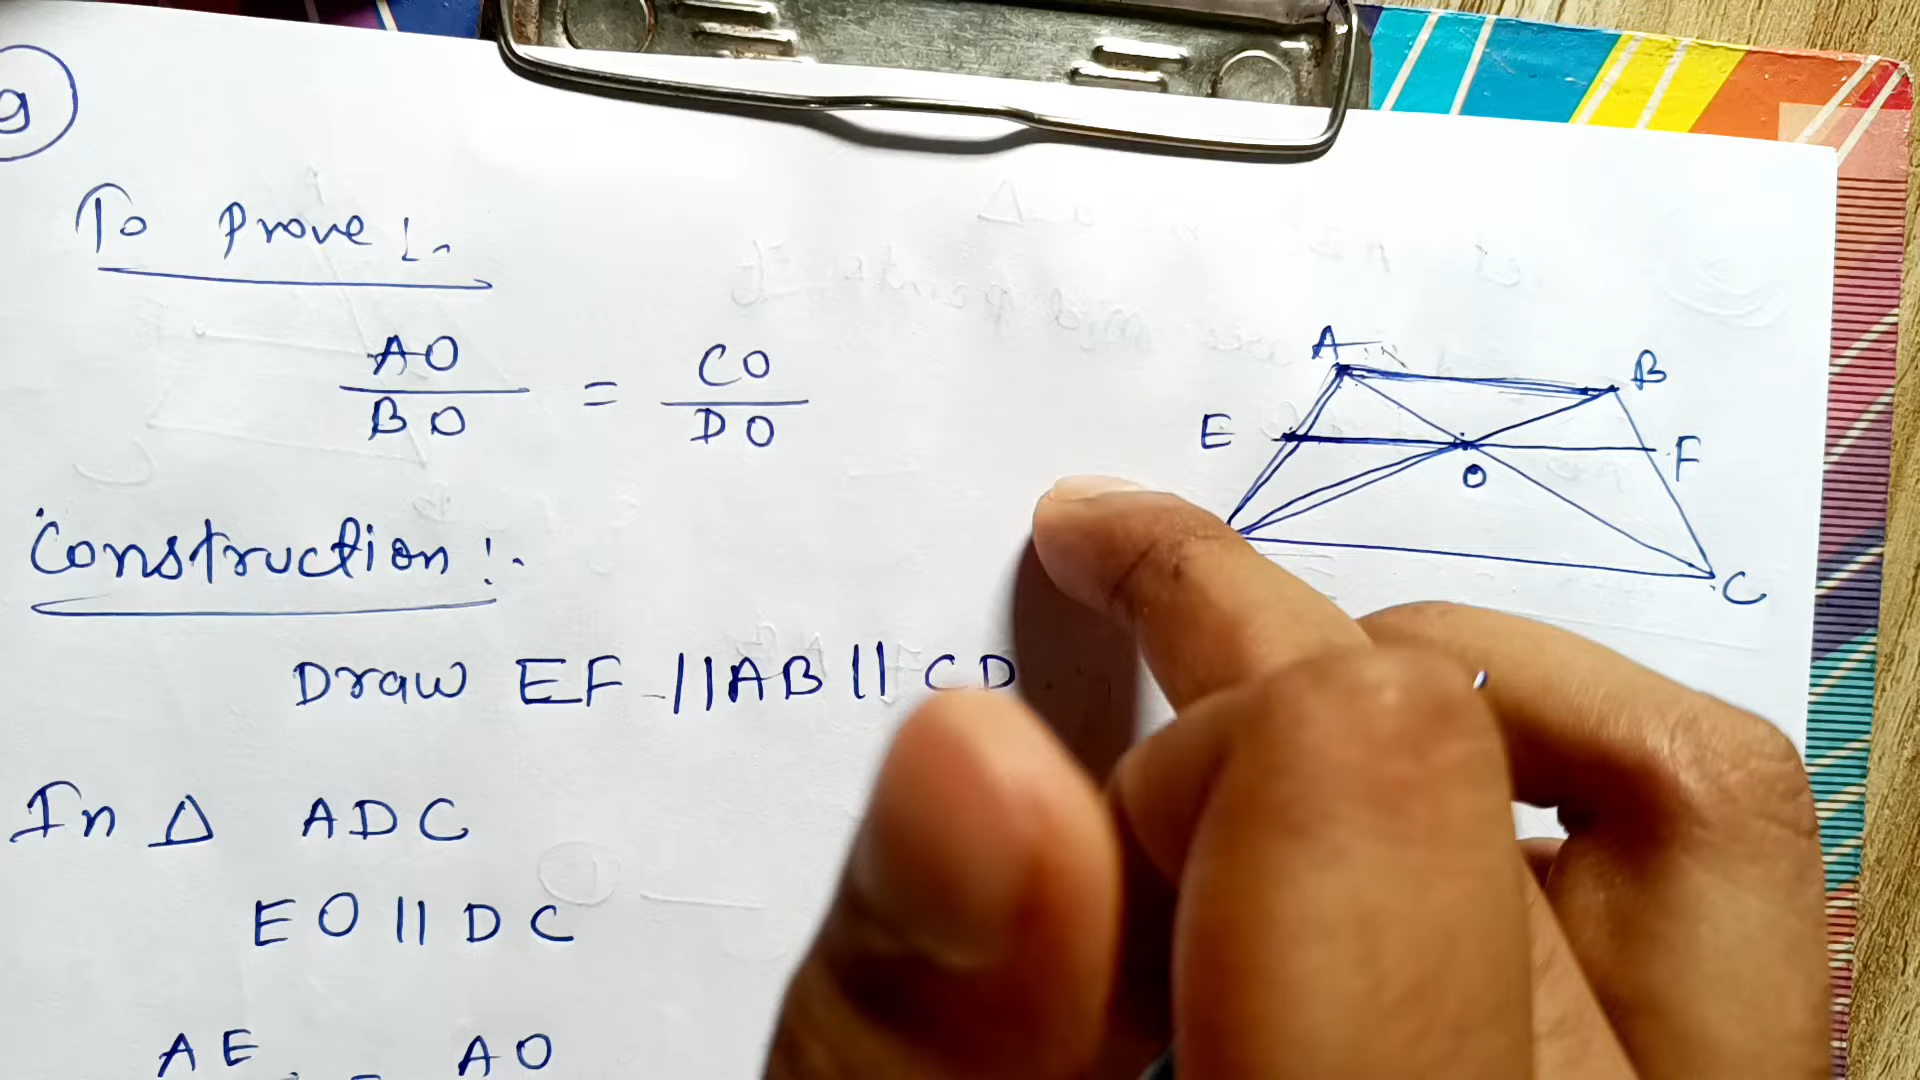 9
To Prove :-
AO / BO = CO / DO
A
B
E
F
O
C
Construction :-
Draw EF || AB || CD
In △ ADC
EO || DC
AE = AO